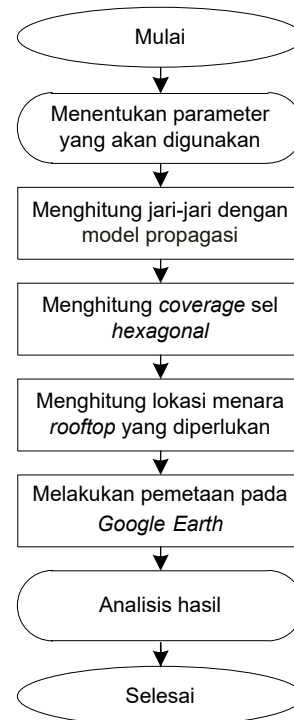 Mulai
Menentukan parameter
yang akan digunakan
Menghitung jari-jari dengan
model propagasi
Menghitung coverage sel
hexagonal
Menghitung lokasi menara
rooftop yang diperlukan
Melakukan pemetaan pada
Google Earth
Analisis hasil
Selesai